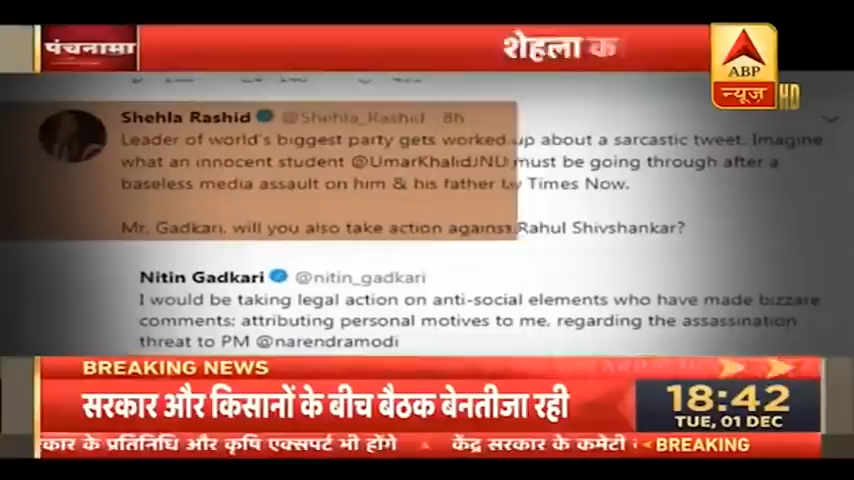 पंचनामा
शेहला क
ABP
न्यूज़
HD
Shehla Rashid @Shehla_Rashid · 8h
Leader of world's biggest party gets worked up about a sarcastic tweet. Imagine
what an innocent student @UmarKhalidJNU must be going through after a
baseless media assault on him & his father by Times Now.
Mr. Gadkari, will you also take action against Rahul Shivshankar?
Nitin Gadkari @nitin_gadkari
I would be taking legal action on anti-social elements who have made bizzare
comments; attributing personal motives to me, regarding the assassination
threat to PM @narendramodi
BREAKING NEWS
सरकार और किसानों के बीच बैठक बेनतीजा रही
18:42
TUE, 01 DEC
कार के प्रतिनिधि और कृषि एक्सपर्ट भी होंगे केंद्र सरकार के कमेटी
BREAKING